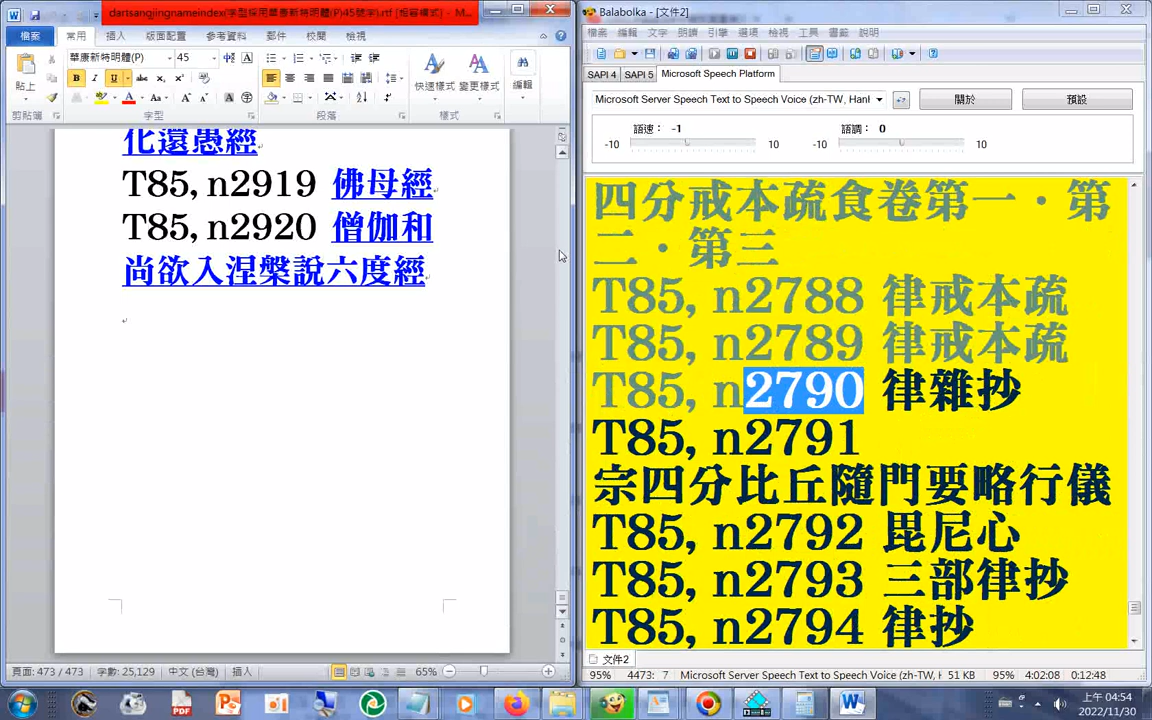 dartsangjingnameindex(字型採用華康新特明體(P)45號字).rtf [相容模式] - M...
檔案 常用 插入 版面配置 參考資料 郵件 校閱 檢視
華康新特明體(P) 45
貼上
快速樣式 變更樣式 編輯
剪貼簿 字型 段落 樣式
化還愚經
T85, n2919 佛母經
T85, n2920 僧伽和
尚欲入涅槃說六度經
頁面: 473 / 473 字數: 25,129 中文 (台灣) 插入 65%
Balabolka - [文件2]
檔案 編輯 文字 朗讀 引擎 選項 檢視 工具 書籤 說明
SAPI 4 SAPI 5 Microsoft Speech Platform
Microsoft Server Speech Text to Speech Voice (zh-TW, Hanl 關於 預設
語速： -1 語調： 0
-10 10 -10 10
四分戒本疏食卷第一．第
二．第三
T85, n2788 律戒本疏
T85, n2789 律戒本疏
T85, n2790 律雜抄
T85, n2791
宗四分比丘隨門要略行儀
T85, n2792 毘尼心
T85, n2793 三部律抄
T85, n2794 律抄
文件2
95% 4473: 7 Microsoft Server Speech Text to Speech Voice (zh-TW, H 51 KB 95% 4:02:08 0:12:48
上午 04:54
2022/11/30